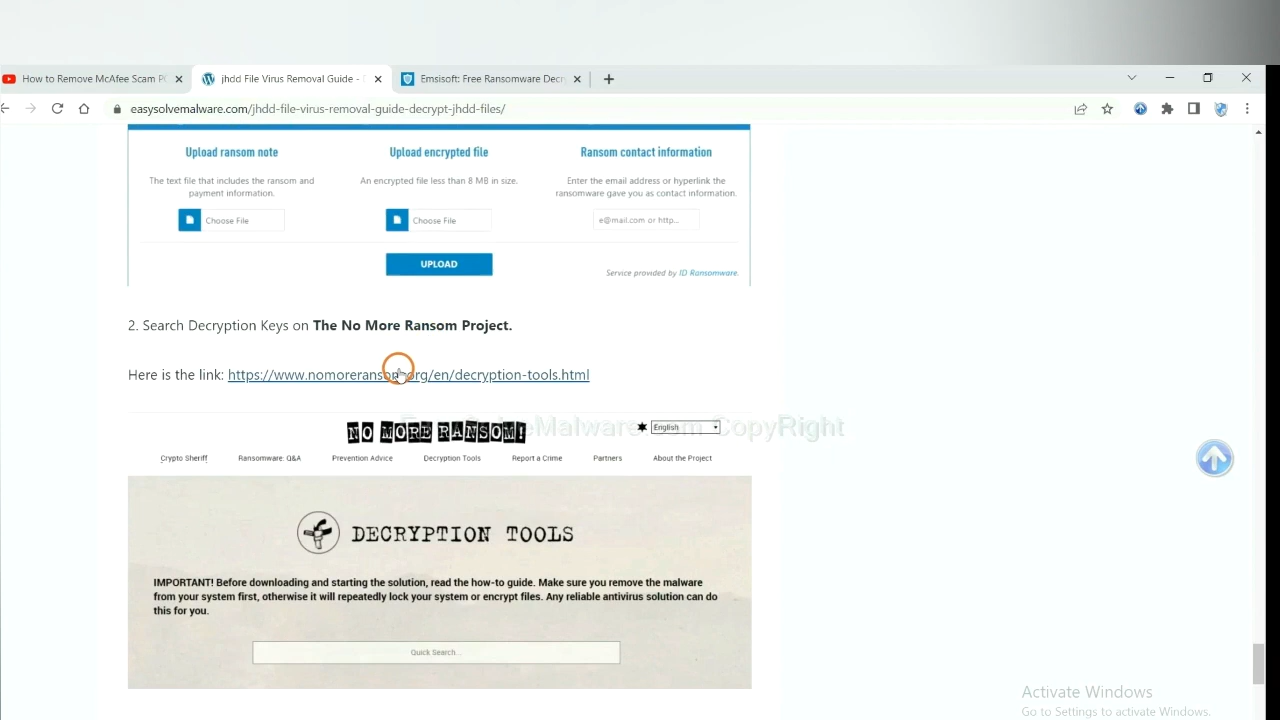 How to Remove McAfee Scam
jhdd File Virus Removal Guide -
Emsisoft: Free Ransomware Decr
easysolvemalware.com/jhdd-file-virus-removal-guide-decrypt-jhdd-files/
Upload ransom note
Upload encrypted file
Ransom contact information
The text file that includes the ransom and
payment information.
An encrypted file less than 8 MB in size.
Enter the email address or hyperlink the
ransomware gave you as contact information.
Choose File
Choose File
e@mail.com or http...
UPLOAD
Service provided by ID Ransomware.
2. Search Decryption Keys on The No More Ransom Project.
Here is the link: https://www.nomoreransom.org/en/decryption-tools.html
NO MORE RANSOM!
English
Malware.com CopyRight
Crypto Sheriff
Ransomware: Q&A
Prevention Advice
Decryption Tools
Report a Crime
Partners
About the Project
DECRYPTION TOOLS
IMPORTANT! Before downloading and starting the solution, read the how-to guide. Make sure you remove the malware
from your system first, otherwise it will repeatedly lock your system or encrypt files. Any reliable antivirus solution can do
this for you.
Quick Search...
Activate Windows
Go to Settings to activate Windows.